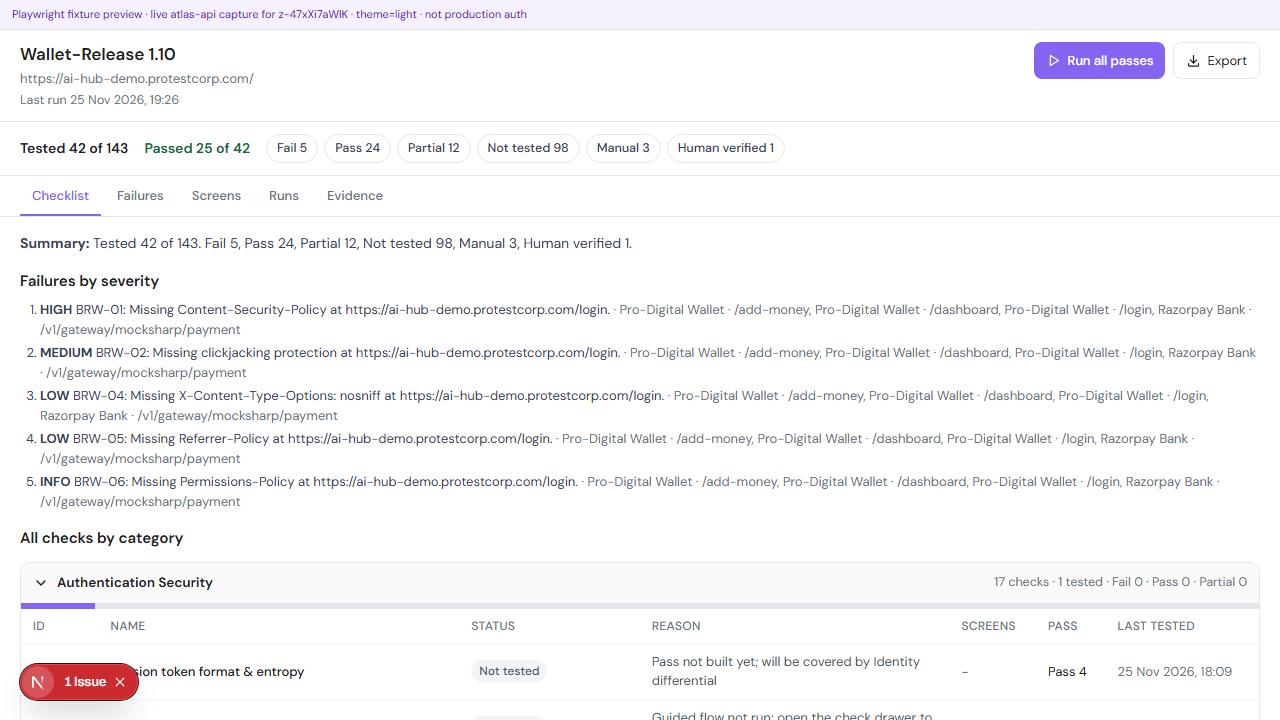 Playwright fixture preview · live atlas-api capture for z-47xXi7aWlK · theme=light · not production auth
Wallet-Release 1.10
https://ai-hub-demo.protestcorp.com/
Last run 25 Nov 2026, 19:26
Run all passes
Export
Tested 42 of 143
Passed 25 of 42
Fail 5
Pass 24
Partial 12
Not tested 98
Manual 3
Human verified 1
Checklist
Failures
Screens
Runs
Evidence
Summary: Tested 42 of 143. Fail 5, Pass 24, Partial 12, Not tested 98, Manual 3, Human verified 1.
Failures by severity
1. HIGH BRW-01: Missing Content-Security-Policy at https://ai-hub-demo.protestcorp.com/login. · Pro-Digital Wallet · /add-money, Pro-Digital Wallet · /dashboard, Pro-Digital Wallet · /login, Razorpay Bank ·
/v1/gateway/mocksharp/payment
2. MEDIUM BRW-02: Missing clickjacking protection at https://ai-hub-demo.protestcorp.com/login. · Pro-Digital Wallet · /add-money, Pro-Digital Wallet · /dashboard, Pro-Digital Wallet · /login, Razorpay Bank
· /v1/gateway/mocksharp/payment
3. LOW BRW-04: Missing X-Content-Type-Options: nosniff at https://ai-hub-demo.protestcorp.com/login. · Pro-Digital Wallet · /add-money, Pro-Digital Wallet · /dashboard, Pro-Digital Wallet · /login,
Razorpay Bank · /v1/gateway/mocksharp/payment
4. LOW BRW-05: Missing Referrer-Policy at https://ai-hub-demo.protestcorp.com/login. · Pro-Digital Wallet · /add-money, Pro-Digital Wallet · /dashboard, Pro-Digital Wallet · /login, Razorpay Bank ·
/v1/gateway/mocksharp/payment
5. INFO BRW-06: Missing Permissions-Policy at https://ai-hub-demo.protestcorp.com/login. · Pro-Digital Wallet · /add-money, Pro-Digital Wallet · /dashboard, Pro-Digital Wallet · /login, Razorpay Bank ·
/v1/gateway/mocksharp/payment
All checks by category
Authentication Security
17 checks · 1 tested · Fail 0 · Pass 0 · Partial 0
ID NAME STATUS REASON SCREENS PASS LAST TESTED
token format & entropy
Not tested
Pass not built yet; will be covered by Identity
differential
-
Pass 4
25 Nov 2026, 18:09
N 1 Issue
Guided flow not run; open the check drawer to